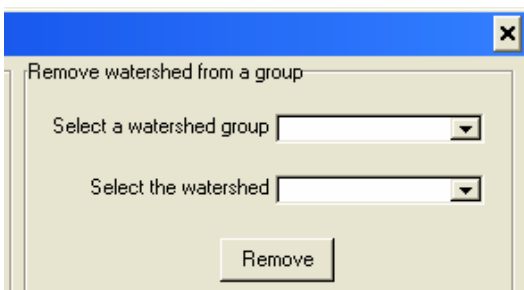 Remove watershed from a group
Select a watershed group
Select the watershed
Remove